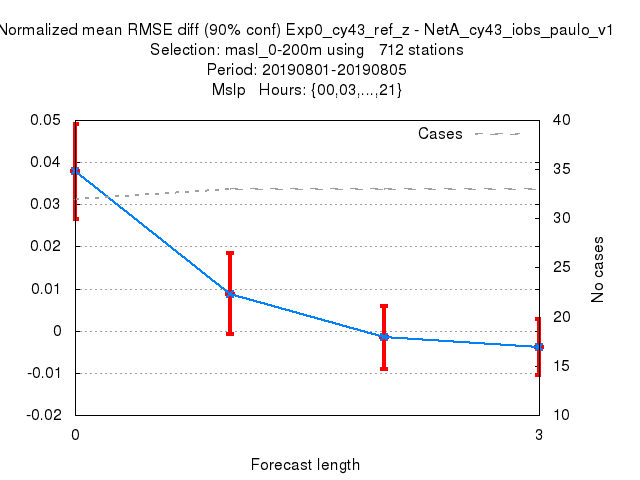 Normalized mean RMSE diff (90% conf) Exp0_cy43_ref_z - NetA_cy43_iobs_paulo_v1
Selection: masl_0-200m using 712 stations
Period: 20190801-20190805
Mslp Hours: {00,03,...,21}
0.05
0.04
0.03
0.02
0.01
0
-0.01
-0.02
Cases
40
35
30
25
20
15
10
No cases
0
3
Forecast length